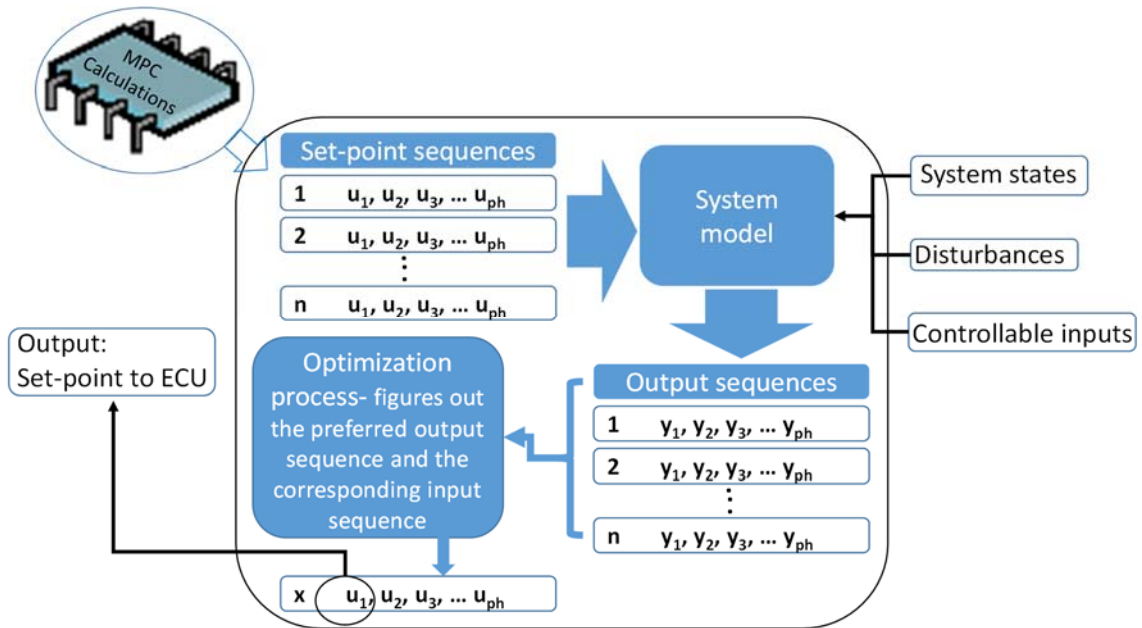 MPC
Calculations
Set-point sequences
1 u₁, u₂, u₃, ... uₚₕ
2 u₁, u₂, u₃, ... uₚₕ
⋮
n u₁, u₂, u₃, ... uₚₕ
System
model
System states
Disturbances
Controllable inputs
Output:
Set-point to ECU
Optimization
process- figures out
the preferred output
sequence and the
corresponding input
sequence
Output sequences
1 y₁, y₂, y₃, ... yₚₕ
2 y₁, y₂, y₃, ... yₚₕ
⋮
n y₁, y₂, y₃, ... yₚₕ
x u₁, u₂, u₃, ... uₚₕ